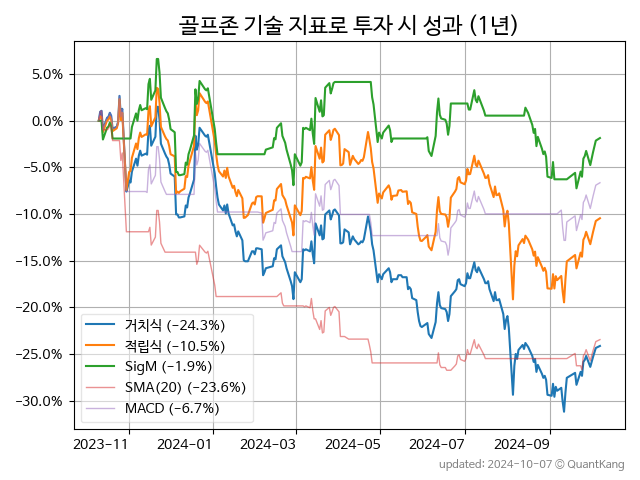 골프존 기술 지표로 투자 시 성과 (1년)
5.0%
0.0%
−5.0%
−10.0%
−15.0%
−20.0%
−25.0%
−30.0%
거치식 (−24.3%)
적립식 (−10.5%)
SigM (−1.9%)
SMA(20) (−23.6%)
MACD (−6.7%)
2023−11 2024−01 2024−03 2024−05 2024−07 2024−09
updated: 2024-10-07 © QuantKang